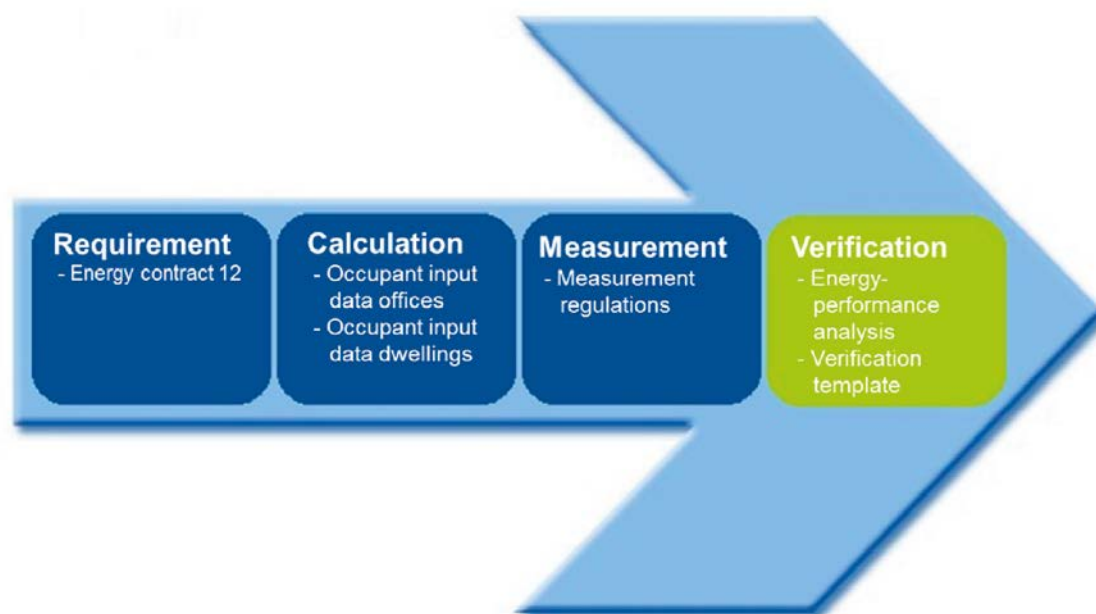 Requirement
- Energy contract 12
Calculation
- Occupant input
data offices
- Occupant input
data dwellings
Measurement
- Measurement
regulations
Verification
- Energy-
performance
analysis
- Verification
template